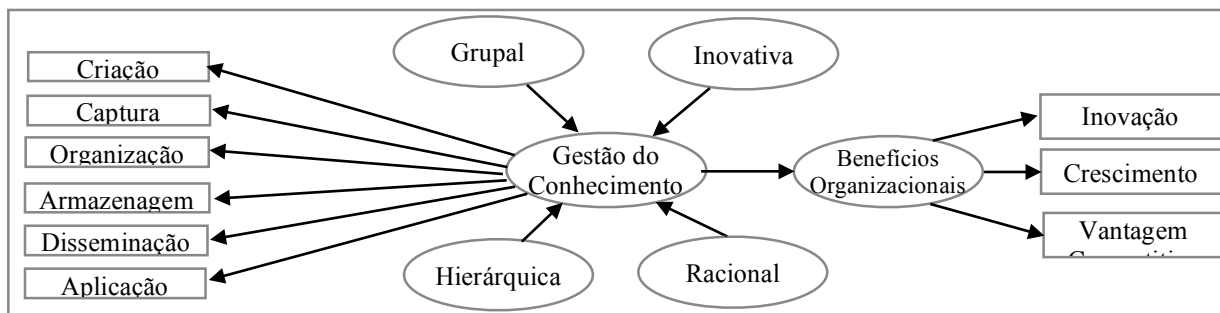 Criação
Captura
Organização
Armazenagem
Disseminação
Aplicação
Grupal
Inovativa
Gestão do
Conhecimento
Hierárquica
Racional
Benefícios
Organizacionais
Inovação
Crescimento
Vantagem